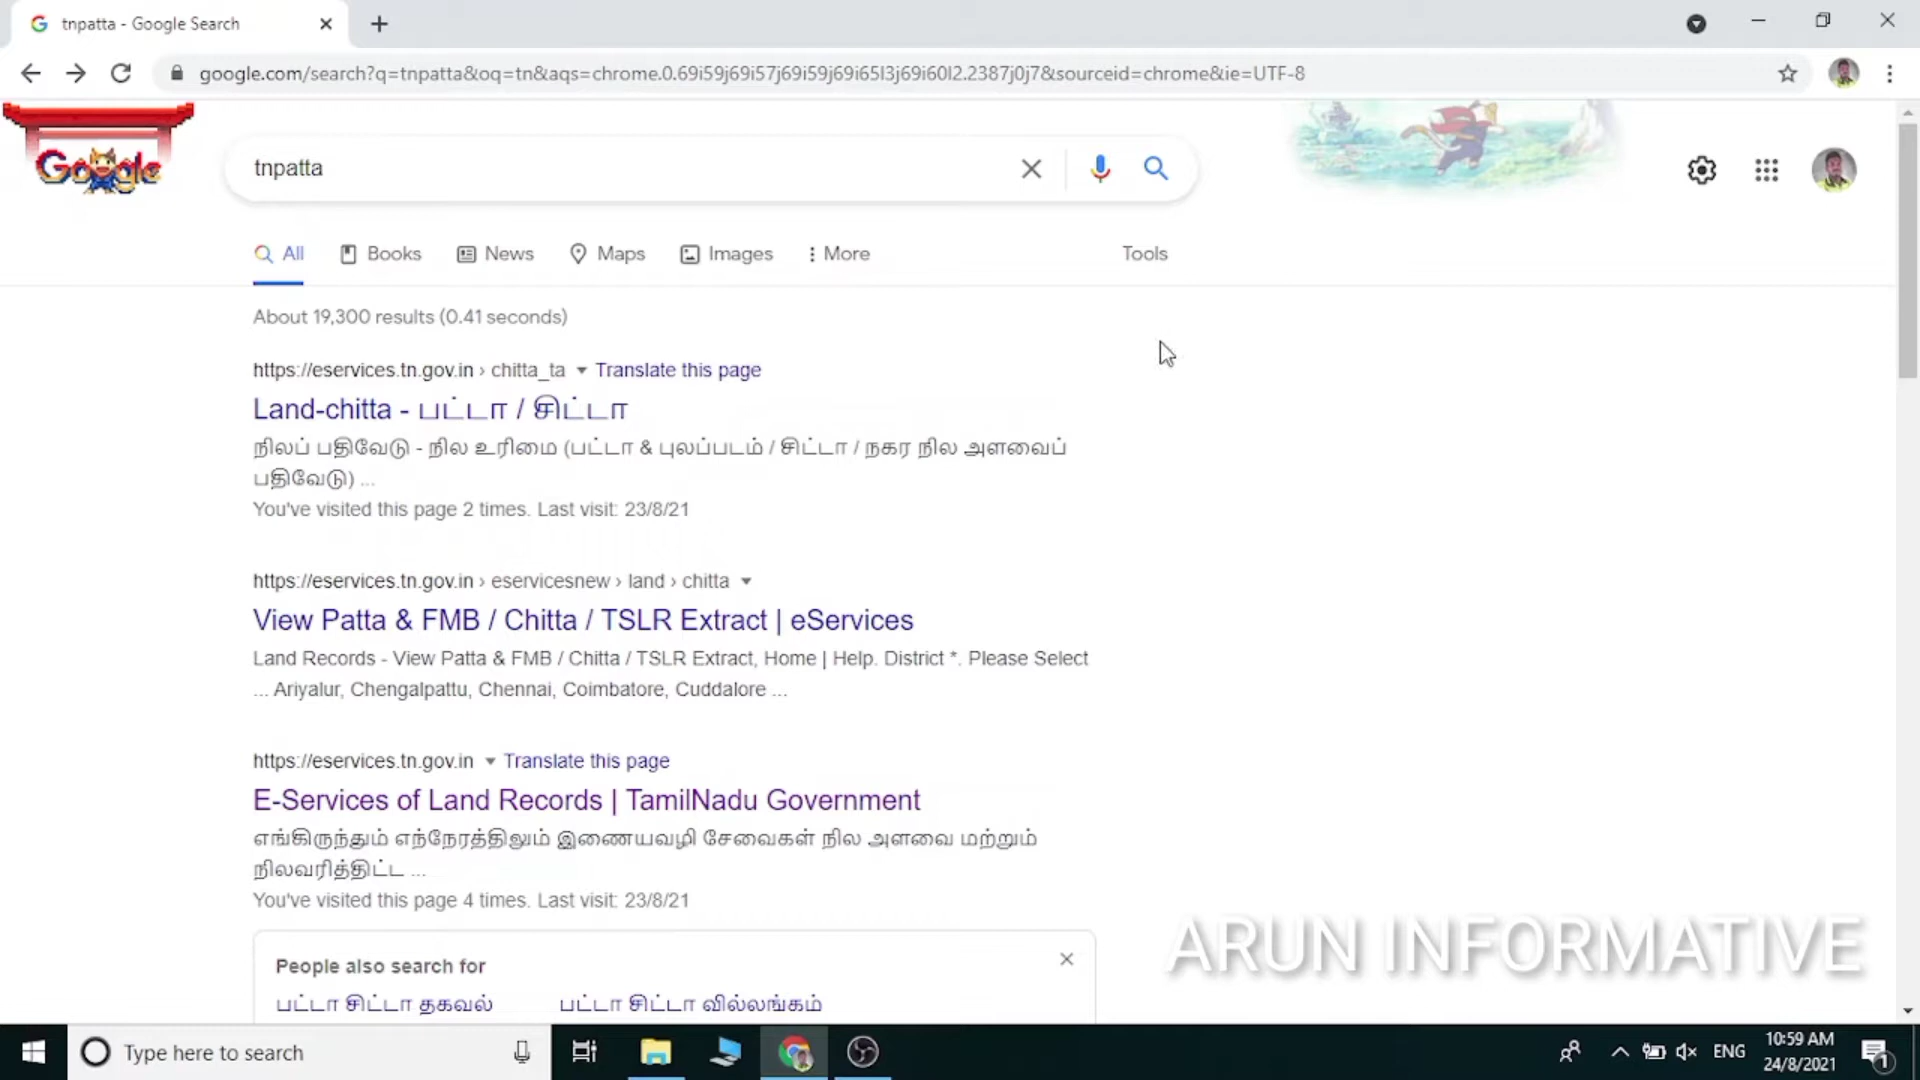 tnpatta - Google Search
google.com/search?q=tnpatta&oq=tn&aqs=chrome.0.69i59j69i57j69i59j69i65l3j69i60l2.2387j0j7&sourceid=chrome&ie=UTF-8
Google
tnpatta
All Books News Maps Images More Tools
About 19,300 results (0.41 seconds)
https://eservices.tn.gov.in › chitta_ta Translate this page
Land-chitta - பட்டா / சிட்டா
நிலப் பதிவேடு - நில உரிமை (பட்டா & புலப்படம் / சிட்டா / நகர நில அளவைப்
பதிவேடு) ...
You've visited this page 2 times. Last visit: 23/8/21
https://eservices.tn.gov.in › eservicesnew › land › chitta
View Patta & FMB / Chitta / TSLR Extract | eServices
Land Records - View Patta & FMB / Chitta / TSLR Extract, Home | Help. District *. Please Select
... Ariyalur, Chengalpattu, Chennai, Coimbatore, Cuddalore ...
https://eservices.tn.gov.in Translate this page
E-Services of Land Records | TamilNadu Government
எங்கிருந்தும் எந்நேரத்திலும் இணையவழி சேவைகள் நில அளவை மற்றும்
நிலவரித்திட்ட ...
You've visited this page 4 times. Last visit: 23/8/21
ARUN INFORMATIVE
People also search for
பட்டா சிட்டா தகவல் பட்டா சிட்டா வில்லங்கம்
Type here to search
ENG
10:59 AM
24/8/2021
1